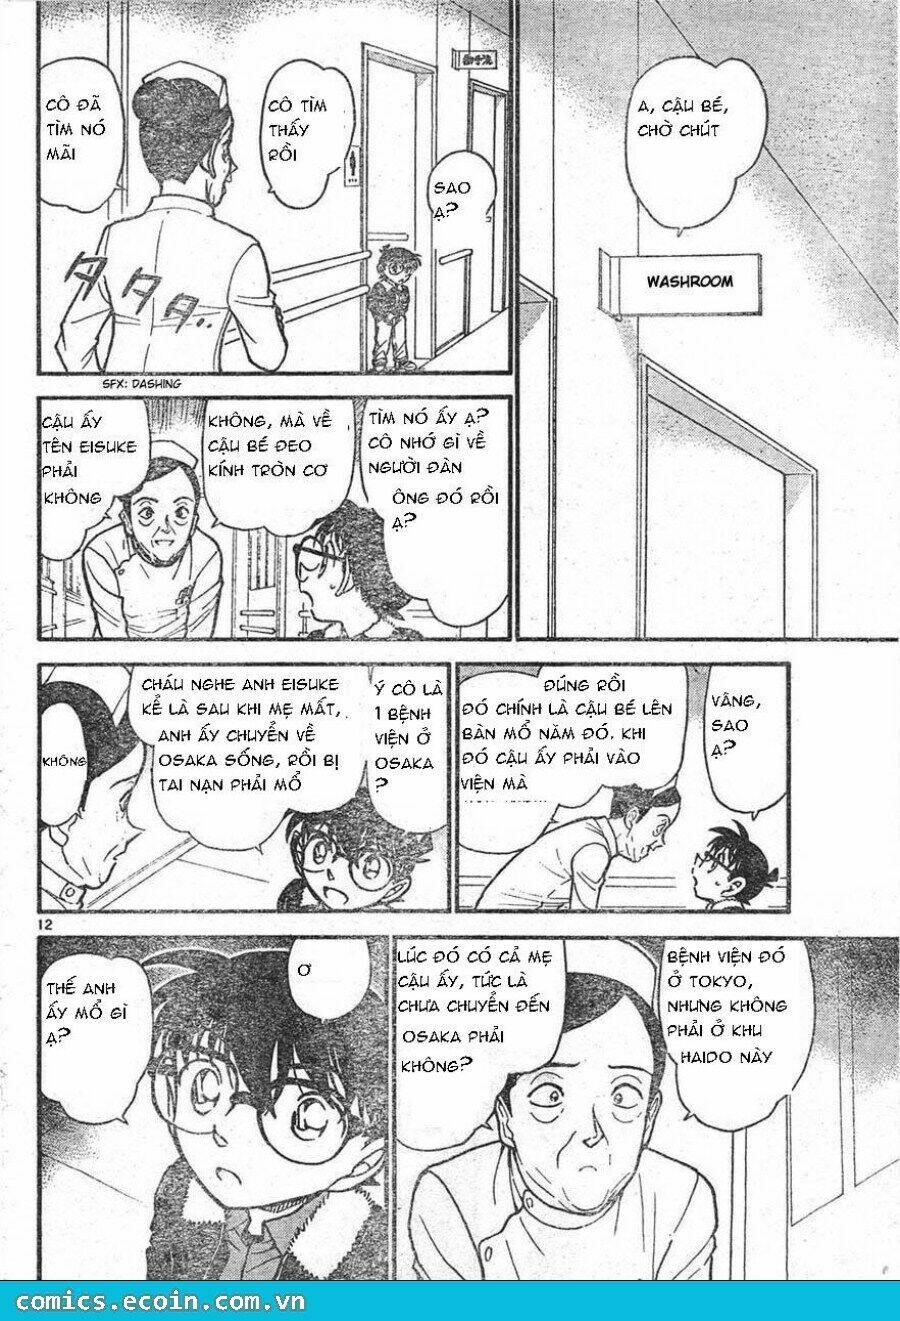 A, CẬU BÉ,
CHỜ CHÚT
WASHROOM
御手洗
CÔ TÌM
THẤY
RỒI
CÔ ĐÃ
TÌM NÓ
MÃI
SAO
Ạ?
タタタ..
SFX: DASHING
TÌM NÓ ẤY Ạ?
CÔ NHỚ GÌ VỀ
NGƯỜI ĐÀN
ÔNG ĐÓ RỒI
Ạ?
KHÔNG, MÀ VỀ
CẬU BÉ ĐEO
KÍNH TRÒN CƠ
CẬU ẤY
TÊN EISUKE
PHẢI
KHÔNG
VÂNG,
SAO
Ạ?
ĐÚNG RỒI
ĐÓ CHÍNH LÀ CẬU BÉ LÊN
BÀN MỔ NĂM ĐÓ. KHI
ĐÓ CẬU ẤY PHẢI VÀO
VIỆN MÀ
Ý CÔ LÀ
1 BỆNH
VIỆN Ở
OSAKA
?
CHÁU NGHE ANH EISUKE
KỂ LÀ SAU KHI MẸ MẤT,
ANH ẤY CHUYỂN VỀ
OSAKA SỐNG, RỒI BỊ
TAI NẠN PHẢI MỔ
KHÔNG
12
BỆNH VIỆN ĐÓ
Ở TOKYO,
NHƯNG KHÔNG
PHẢI Ở KHU
HAIDO NÀY
LÚC ĐÓ CÓ CẢ MẸ
CẬU ẤY, TỨC LÀ
CHƯA CHUYỂN ĐẾN
OSAKA PHẢI
KHÔNG?
Ơ
THẾ ANH
ẤY MỔ GÌ
Ạ?
comics.ecoin.com.vn